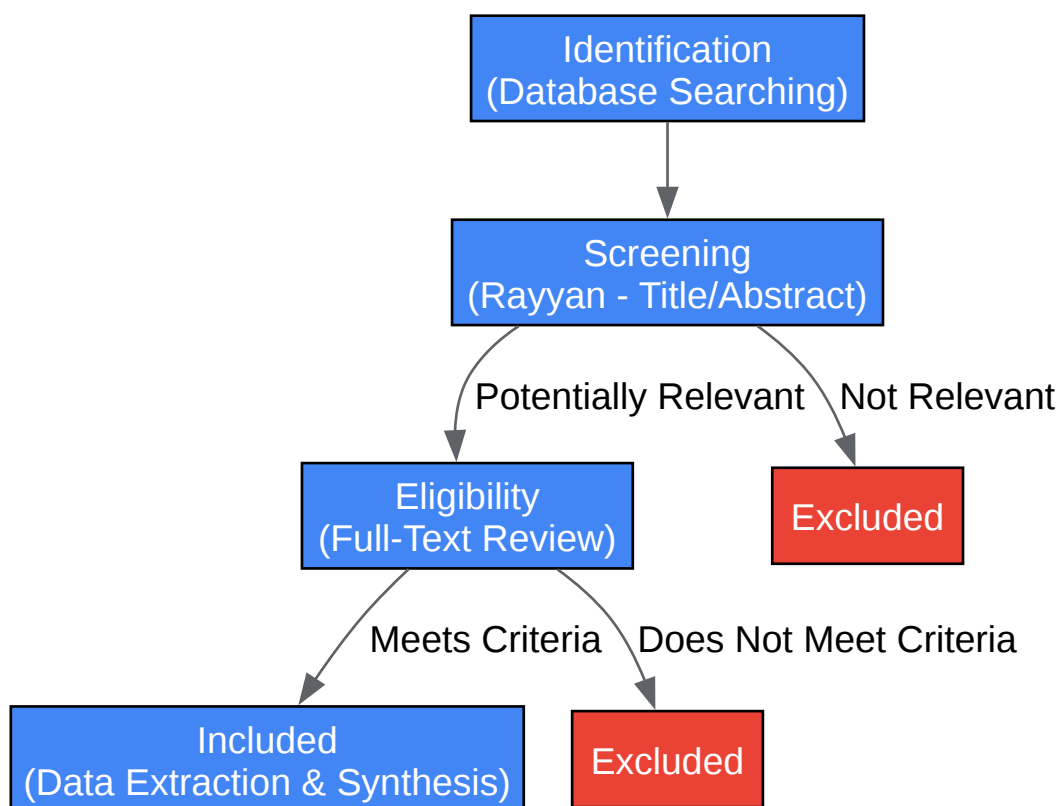 Identification
(Database Searching)
Screening
(Rayyan - Title/Abstract)
Potentially Relevant
Not Relevant
Eligibility
(Full-Text Review)
Excluded
Meets Criteria
Does Not Meet Criteria
Included
(Data Extraction & Synthesis)
Excluded